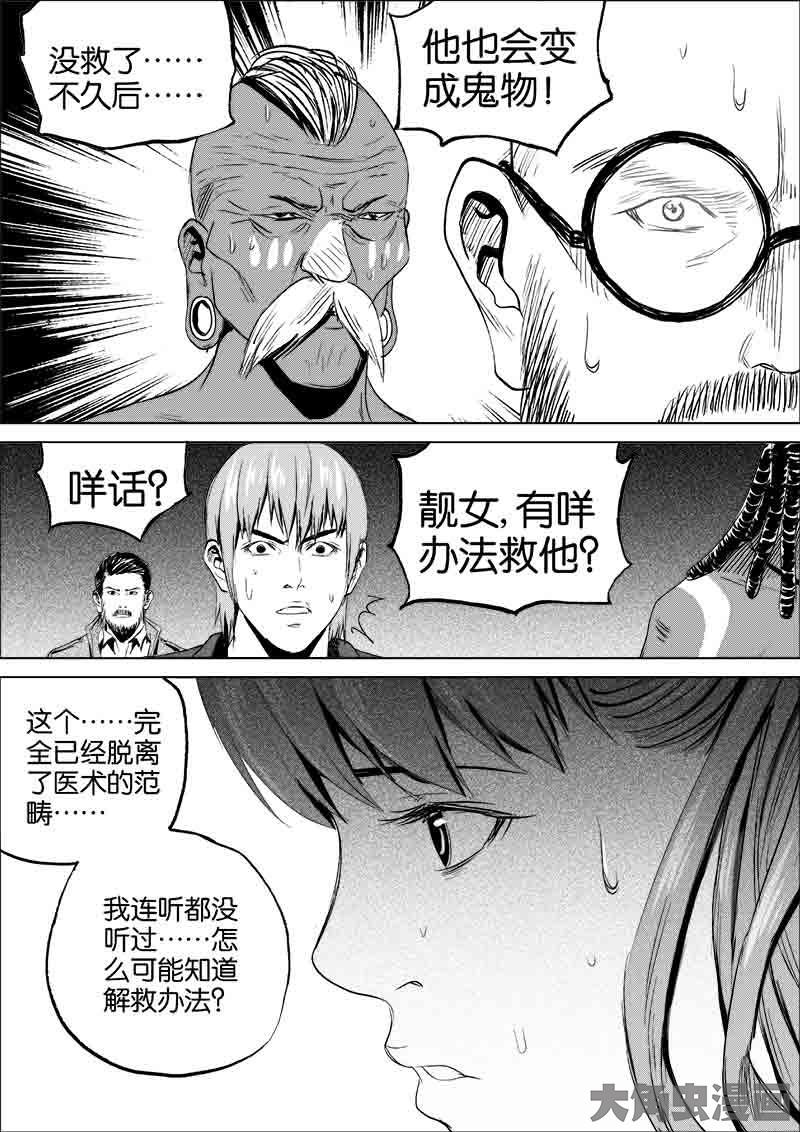 没救了
不久后……
他也会变
成鬼物！
咩话？
靓女，有咩
办法救他？
这个……完
全已经脱离
了医术的范
畴……
我连听都没
听过……怎
么可能知道
解救办法？
大角虫漫画